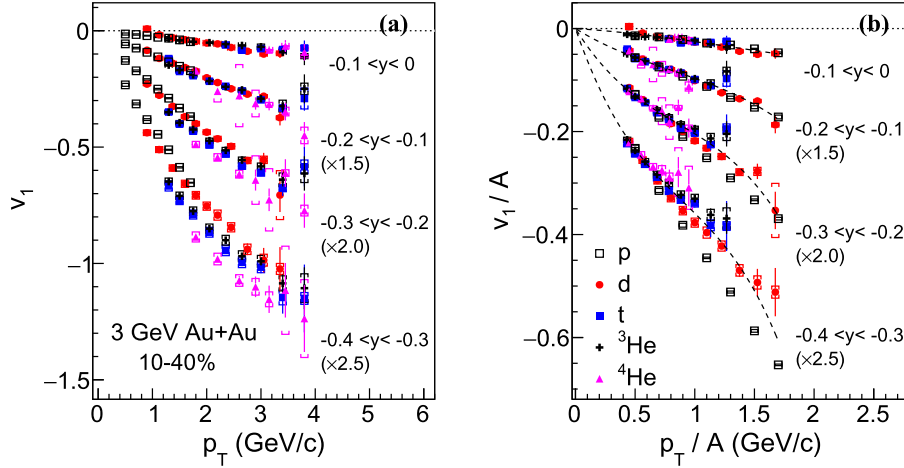 (a)
(b)
0
−0.5
−1
−1.5
v1
0 1 2 3 4 5 6
pT (GeV/c)
-0.1 <y< 0
-0.2 <y< -0.1
(×1.5)
-0.3 <y< -0.2
(×2.0)
-0.4 <y< -0.3
(×2.5)
3 GeV Au+Au
10-40%
0
−0.2
−0.4
−0.6
v1 / A
0 0.5 1 1.5 2 2.5
pT / A (GeV/c)
-0.1 <y< 0
-0.2 <y< -0.1
(×1.5)
-0.3 <y< -0.2
(×2.0)
-0.4 <y< -0.3
(×2.5)
p
d
t
3He
4He